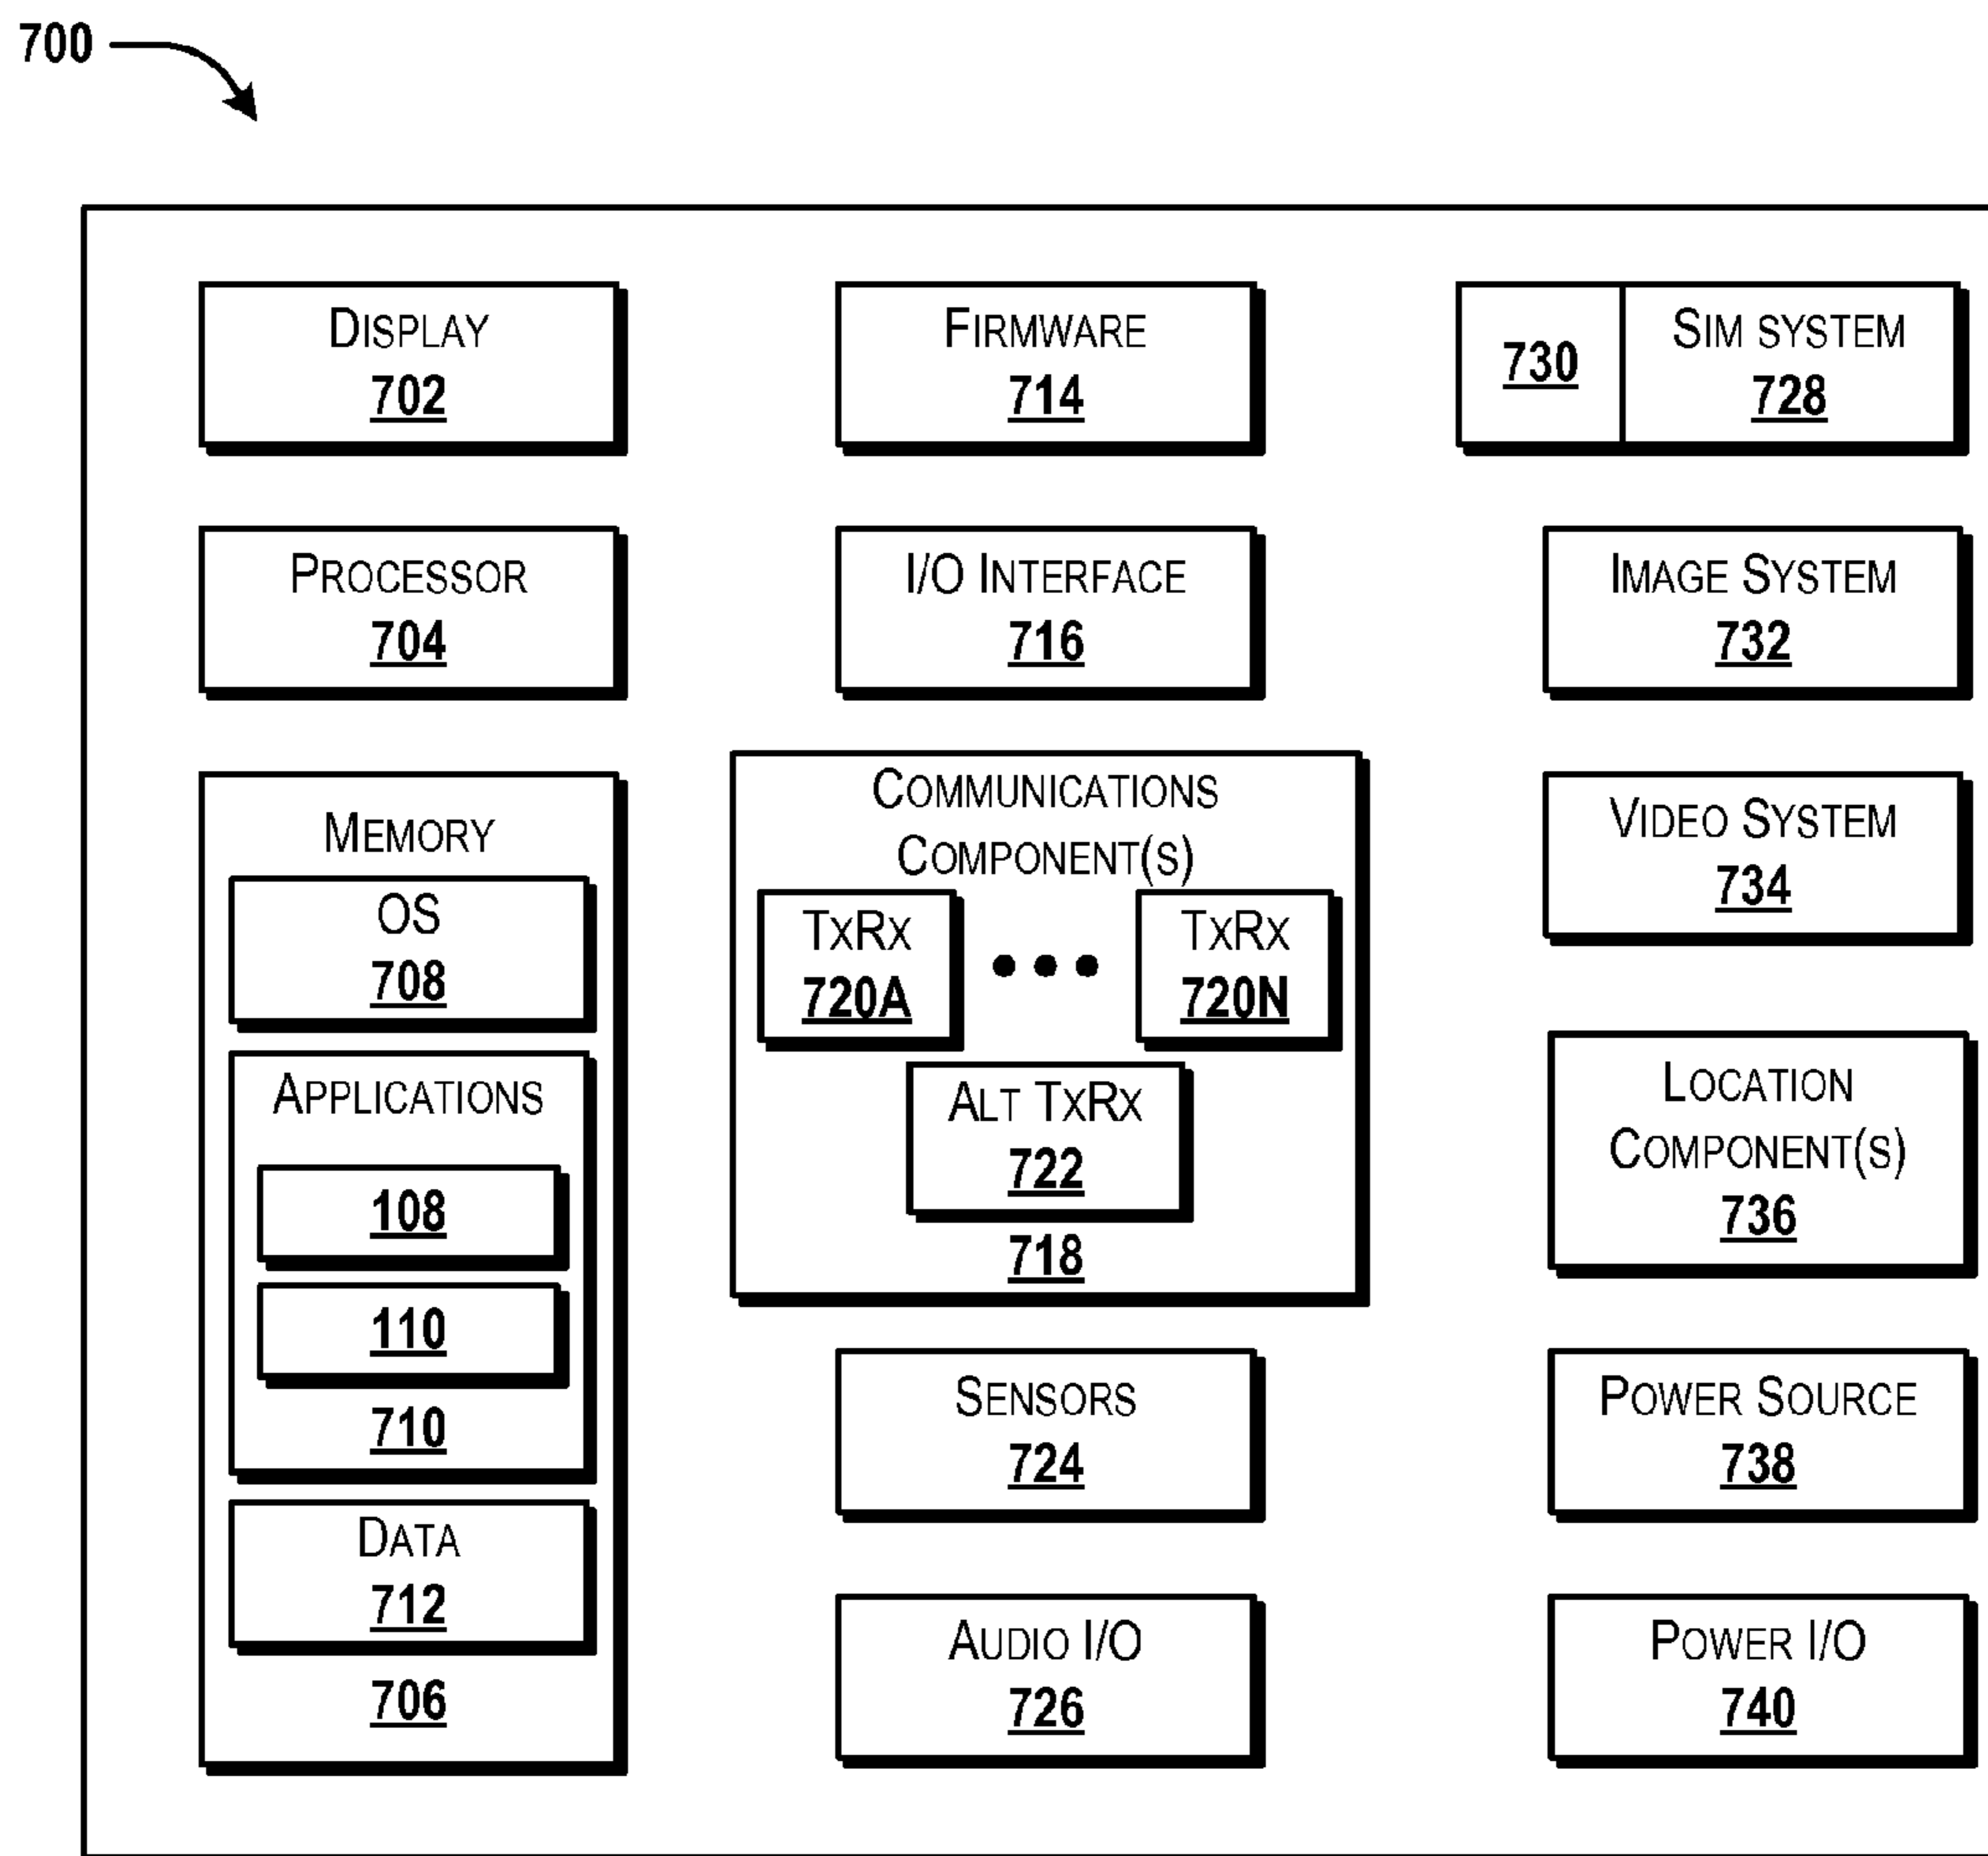 700
DISPLAY
702
PROCESSOR
704
MEMORY
OS
708
APPLICATIONS
108
110
710
DATA
712
706
FIRMWARE
714
I/O INTERFACE
716
COMMUNICATIONS
COMPONENT(S)
TXRX
720A
TXRX
720N
ALT TXRX
722
718
SENSORS
724
AUDIO I/O
726
730
SIM SYSTEM
728
IMAGE SYSTEM
732
VIDEO SYSTEM
734
LOCATION
COMPONENT(S)
736
POWER SOURCE
738
POWER I/O
740